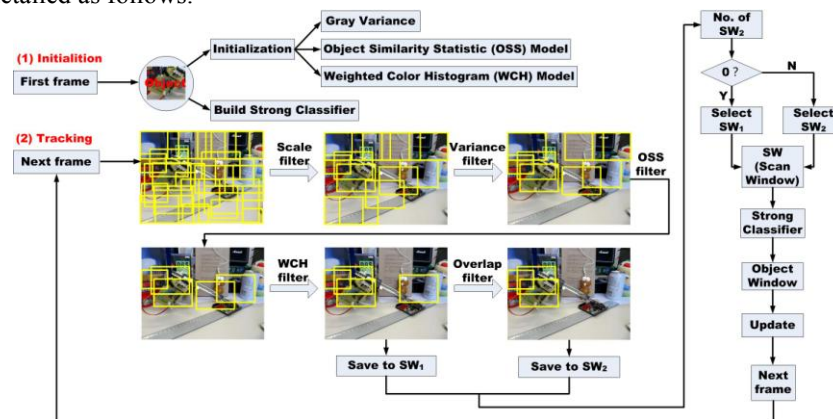 etailed as follows.
(1) Initialition
First frame
Object
Initialization
Gray Variance
Object Similarity Statistic (OSS) Model
Weighted Color Histogram (WCH) Model
Build Strong Classifier
(2) Tracking
Next frame
Scale
filter
Variance
filter
OSS
filter
WCH
filter
Overlap
filter
Save to SW₁
Save to SW₂
No. of
SW₂
0 ?
N
Y
Select
SW₁
Select
SW₂
SW
(Scan
Window)
Strong
Classifier
Object
Window
Update
Next
frame